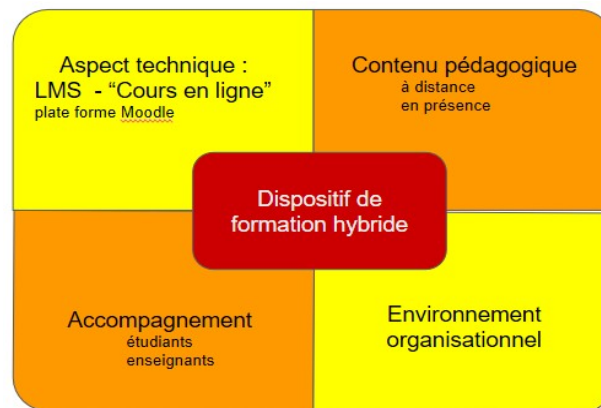 Aspect technique :
LMS - “Cours en ligne”
plate forme Moodle
Contenu pédagogique
à distance
en présence
Dispositif de
formation hybride
Accompagnement
étudiants
enseignants
Environnement
organisationnel